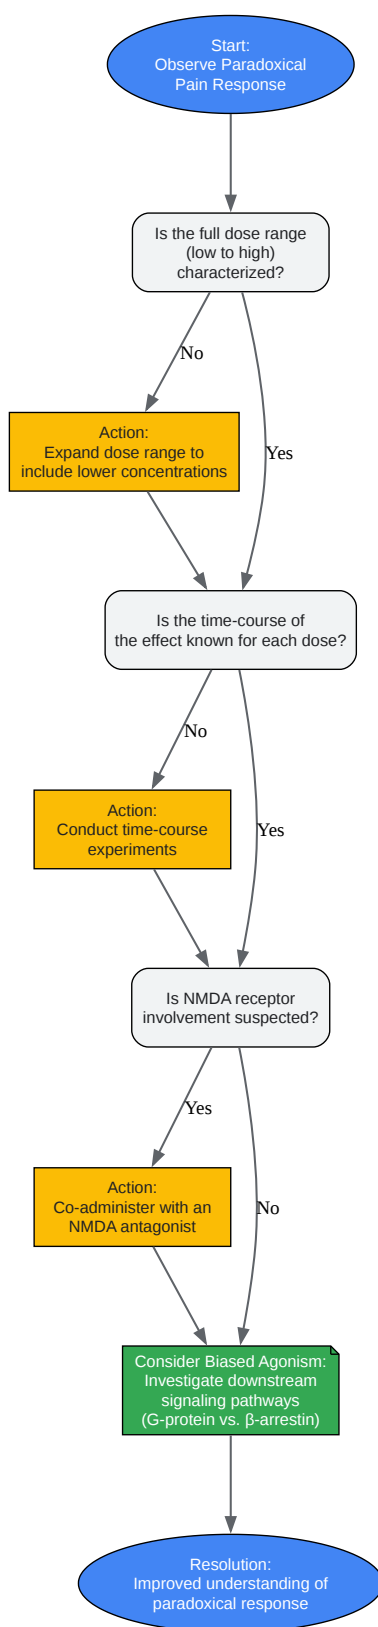 Start:
Observe Paradoxical
Pain Response
Is the full dose range
(low to high)
characterized?
No
Yes
Action:
Expand dose range to
include lower concentrations
Is the time-course of
the effect known for each dose?
No
Yes
Action:
Conduct time-course
experiments
Is NMDA receptor
involvement suspected?
Yes
No
Action:
Co-administer with an
NMDA antagonist
Consider Biased Agonism:
Investigate downstream
signaling pathways
(G-protein vs. β-arrestin)
Resolution:
Improved understanding of
paradoxical response